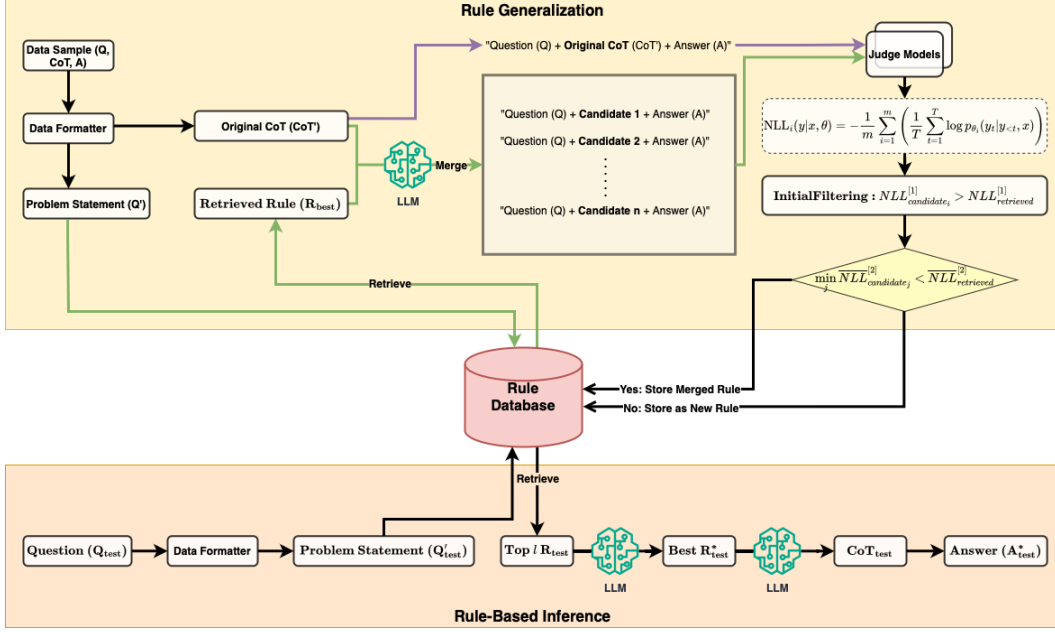 Rule Generalization
Data Sample (Q,
CoT, A)
"Question (Q) + Original CoT (CoT') + Answer (A)"
Judge Models
Data Formatter
Original CoT (CoT')
"Question (Q) + Candidate 1 + Answer (A)"
"Question (Q) + Candidate 2 + Answer (A)"
"Question (Q) + Candidate n + Answer (A)"
Merge
LLM
Problem Statement (Q')
Retrieved Rule (R_best)
NLL_i(y|x, θ) = -1/m ∑_{i=1}^{m} (1/T ∑_{t=1}^{T} log p_{θ_i}(y_t|y_{<t}, x))
InitialFiltering : NLL^{[1]}_{candidate_i} > NLL^{[1]}_{retrieved}
min_j \overline{NLL}^{[2]}_{candidate_j} < \overline{NLL}^{[2]}_{retrieved}
Retrieve
Rule
Database
Yes: Store Merged Rule
No: Store as New Rule
Retrieve
Question (Q_test)
Data Formatter
Problem Statement (Q'_test)
Top l R_test
LLM
Best R*_test
LLM
CoT_test
Answer (A*_test)
Rule-Based Inference